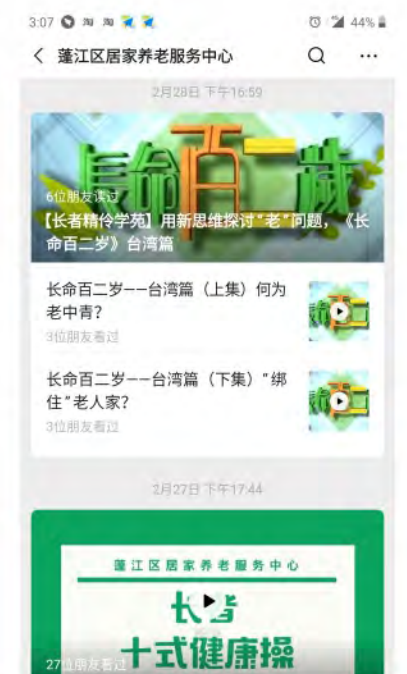 3:07 淘 淘 44%
蓬江区居家养老服务中心
2月28日 下午16:59
长命百二歲
6位朋友读过
【长者精伶学苑】用新思维探讨“老”问题，《长
命百二岁》台湾篇
长命百二岁——台湾篇（上集）何为
老中青？
3位朋友看过
长命百二岁——台湾篇（下集）"绑
住"老人家？
3位朋友看过
2月27日 下午17:44
蓬江区居家养老服务中心
长者
十式健康操
27位朋友看过